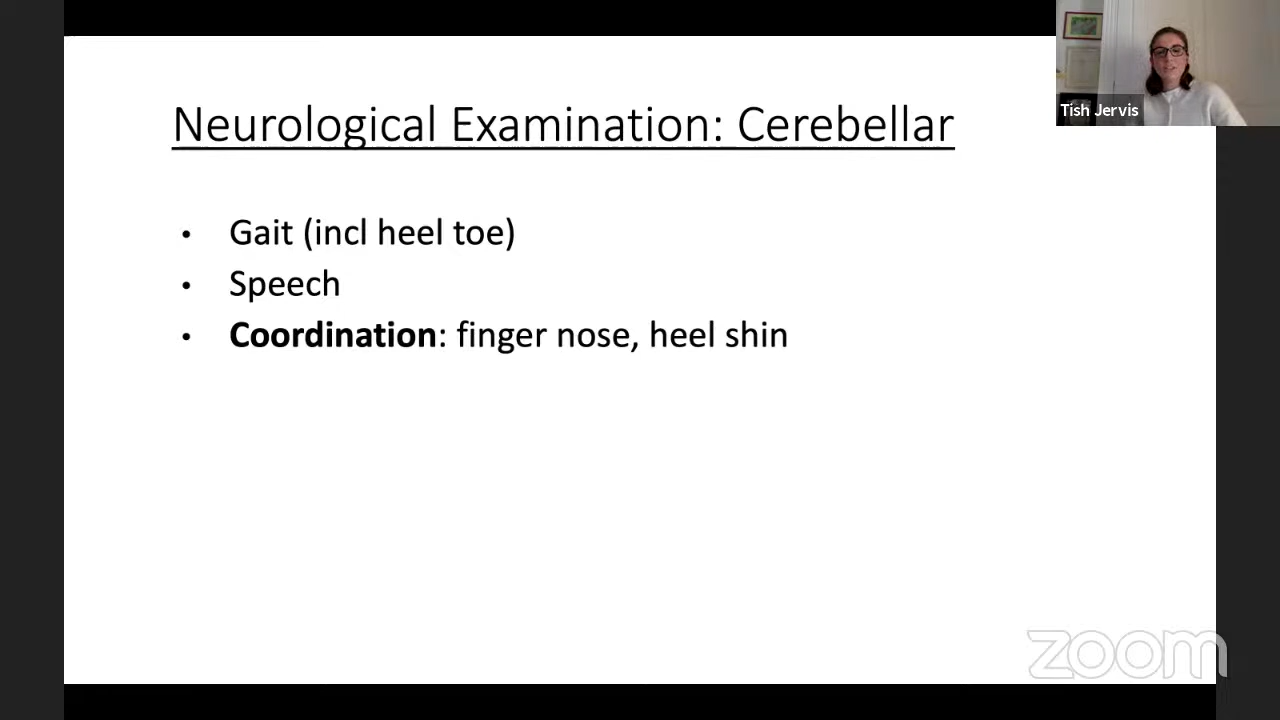 Neurological Examination: Cerebellar
Tish Jervis
• Gait (incl heel toe)
• Speech
• Coordination: finger nose, heel shin
zoom